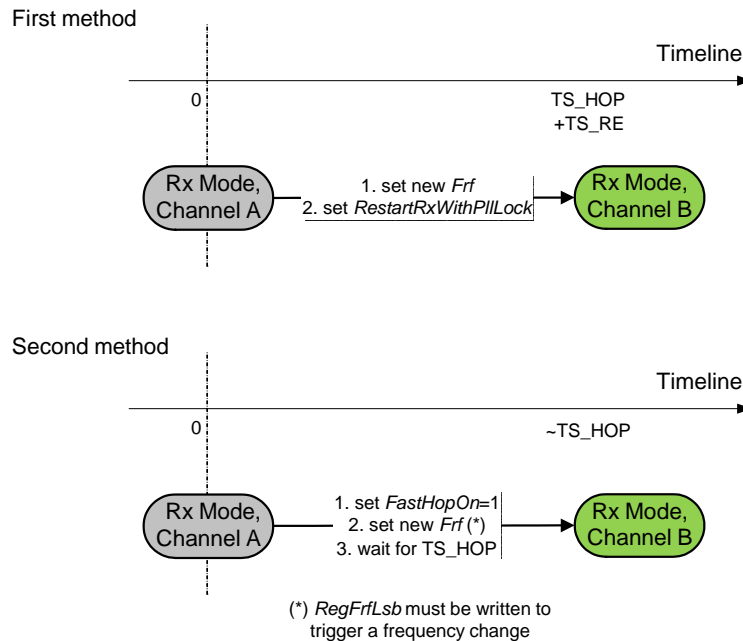 First method
Timeline
0
TS_HOP
+TS_RE
Rx Mode,
Channel A
1. set new Frf
2. set RestartRxWithPllLock
Rx Mode,
Channel B
Second method
Timeline
0
~TS_HOP
Rx Mode,
Channel A
1. set FastHopOn=1
2. set new Frf (*)
3. wait for TS_HOP
Rx Mode,
Channel B
(*) RegFrfLsb must be written to
trigger a frequency change